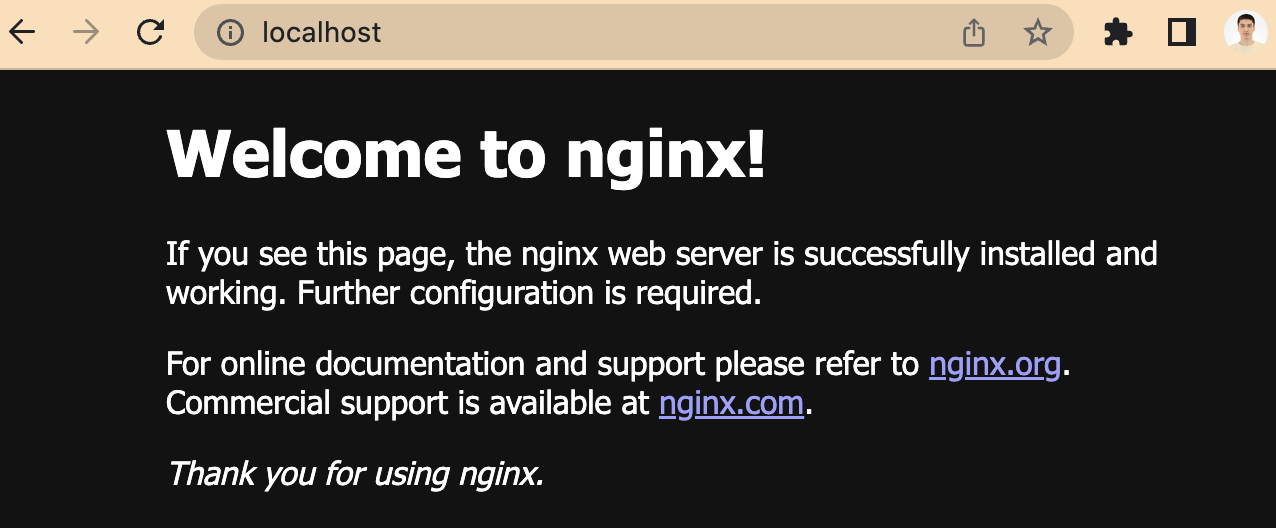 localhost
Welcome to nginx!
If you see this page, the nginx web server is successfully installed and
working. Further configuration is required.
For online documentation and support please refer to nginx.org.
Commercial support is available at nginx.com.
Thank you for using nginx.